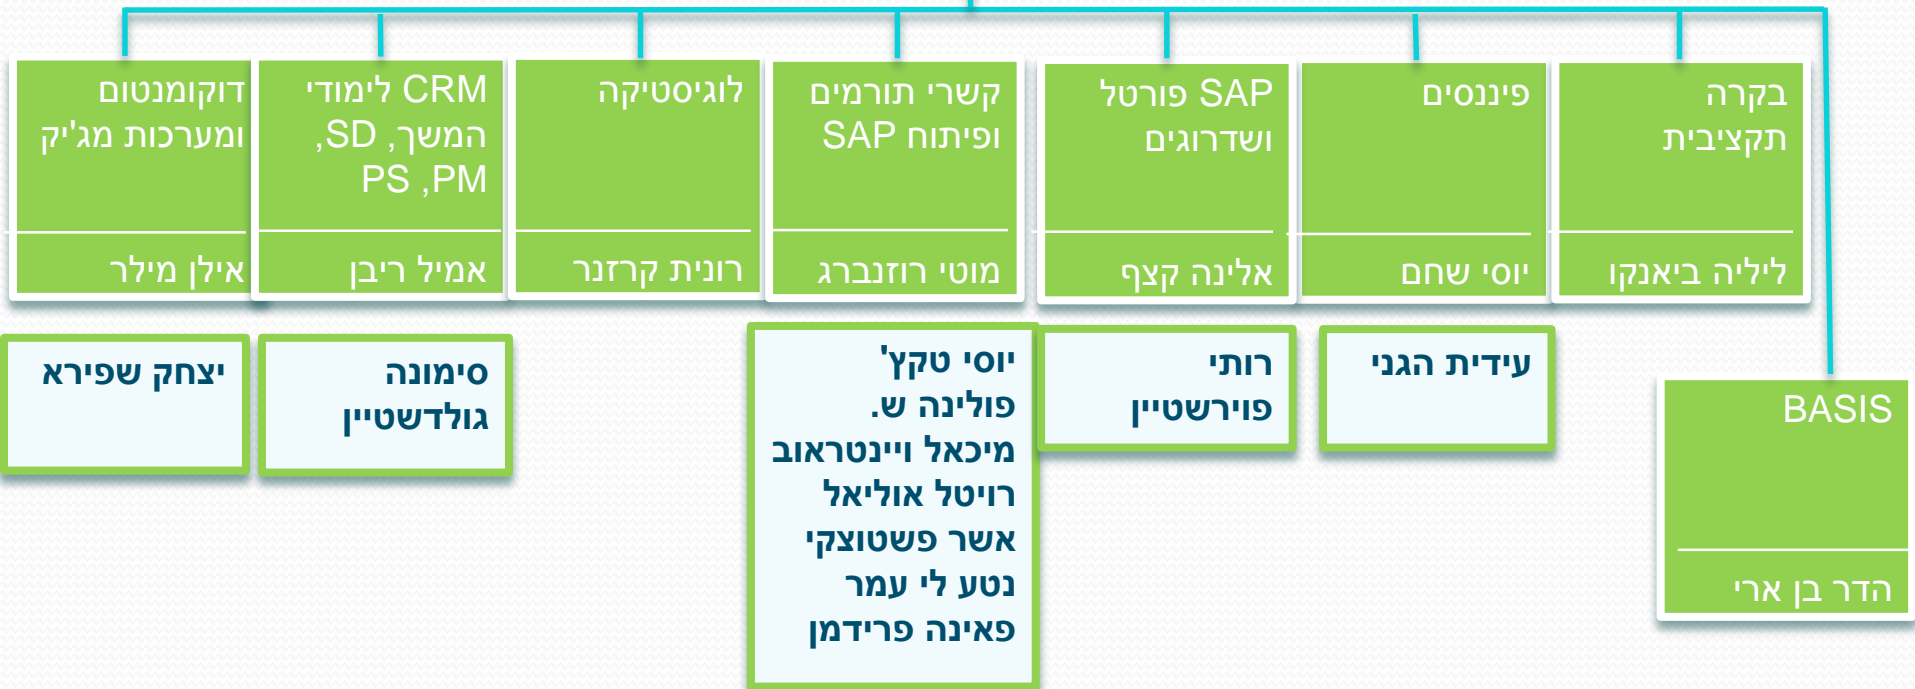 בקרה
תקציבית
ליליה ביאנקו
פיננסים
יוסי שחם
SAP פורטל
ושדרוגים
אלינה קצף
קשרי תורמים
ופיתוח SAP
מוטי רוזנברג
לוגיסטיקה
רונית קרזנר
CRM לימודי
המשך, SD,
PS ,PM
אמיל ריבן
דוקומנטום
ומערכות מג'יק
אילן מילר
עידית הגני
רותי
פוירשטיין
יוסי טקץ'
פולינה ש.
מיכאל ויינטראוב
רויטל אוליאל
אשר פשטוצקי
נטע לי עמר
פאינה פרידמן
סימונה
גולדשטיין
יצחק שפירא
BASIS
הדר בן ארי